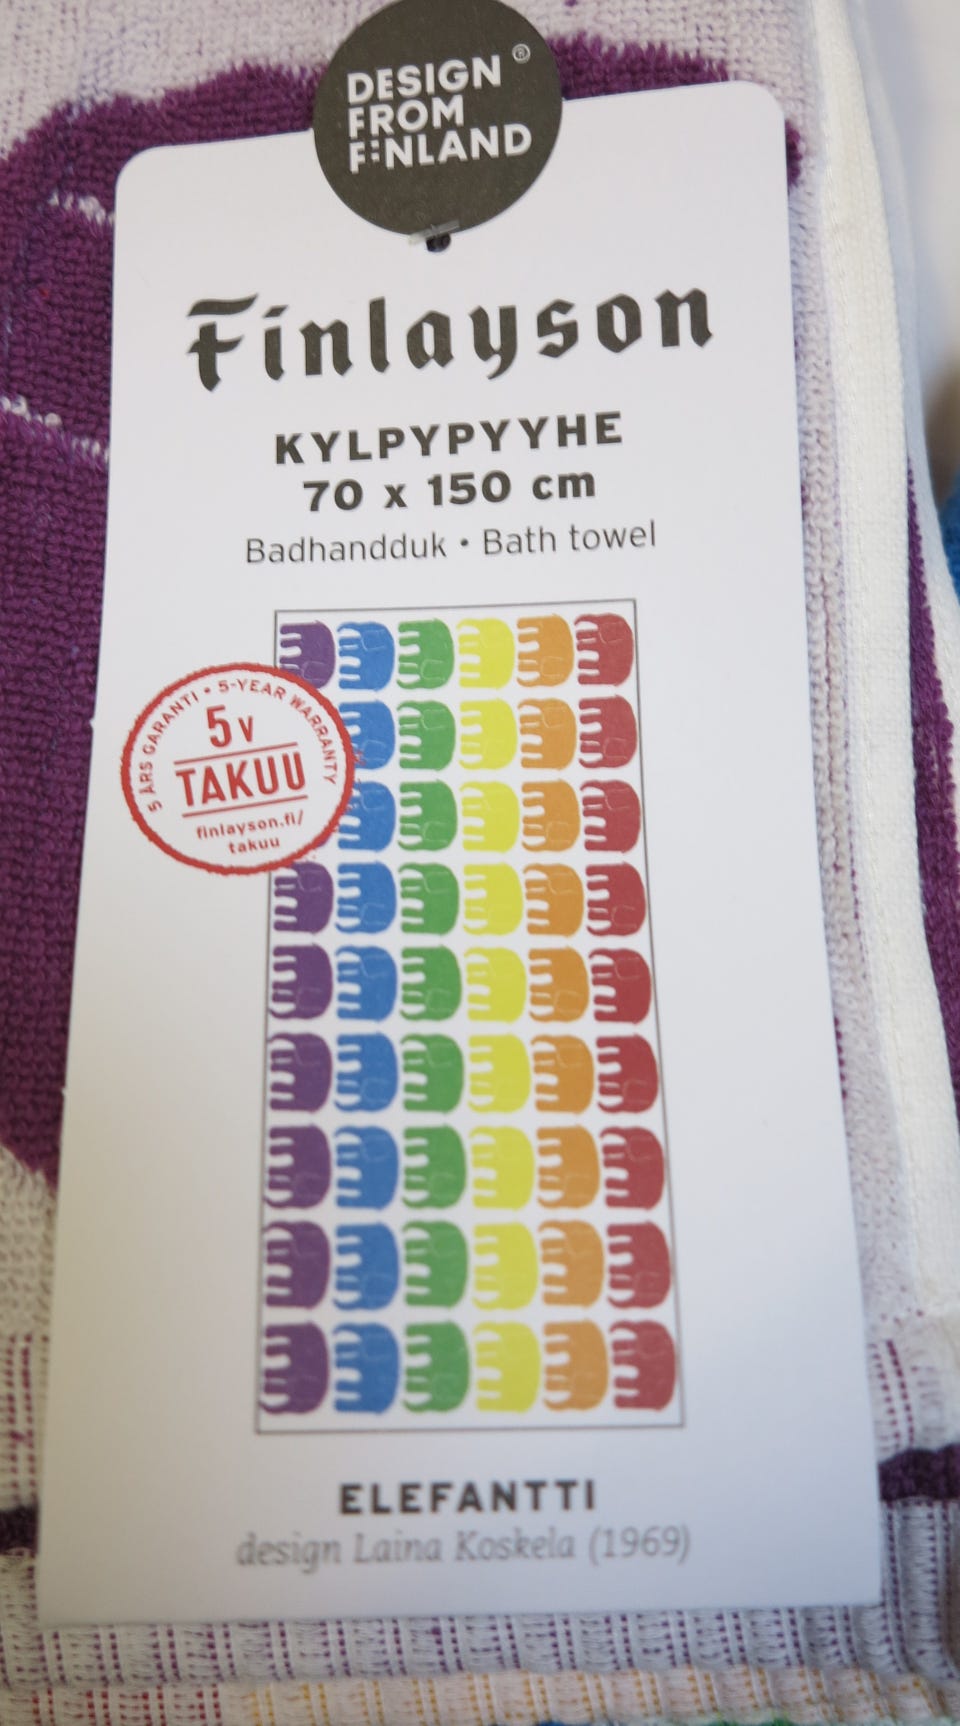 DESIGN ®
FROM
FINLAND
Finlayson
KYLPYPYYHE
70 x 150 cm
Badhandduk • Bath towel
5 ÅRS GARANTI • 5-YEAR WARRANTY
5 v
TAKUU
finlayson.fi/
takuu
ELEFANTTI
design Laina Koskela (1969)